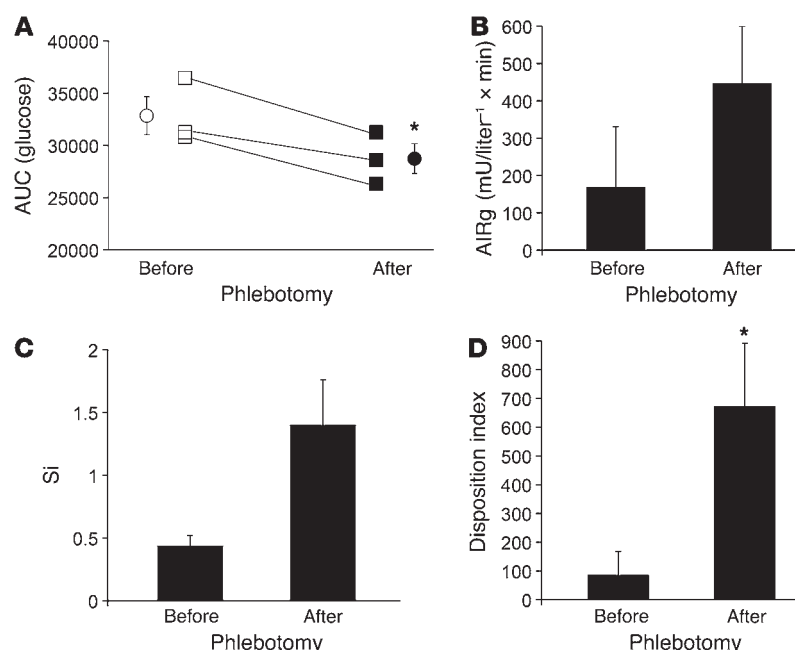 A
AUC (glucose)
40000
35000
30000
25000
20000
*
Before
After
Phlebotomy
B
AIRg (mU/liter⁻¹ × min)
600
500
400
300
200
100
0
Before
After
Phlebotomy
C
Si
2
1.5
1
0.5
0
Before
After
Phlebotomy
D
Disposition index
900
800
700
600
500
400
300
200
100
0
*
Before
After
Phlebotomy